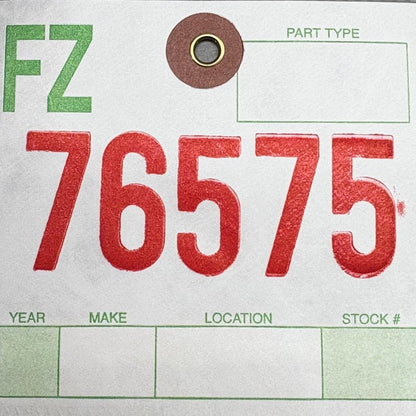 FZ
PART TYPE
76575
YEAR MAKE LOCATION STOCK #